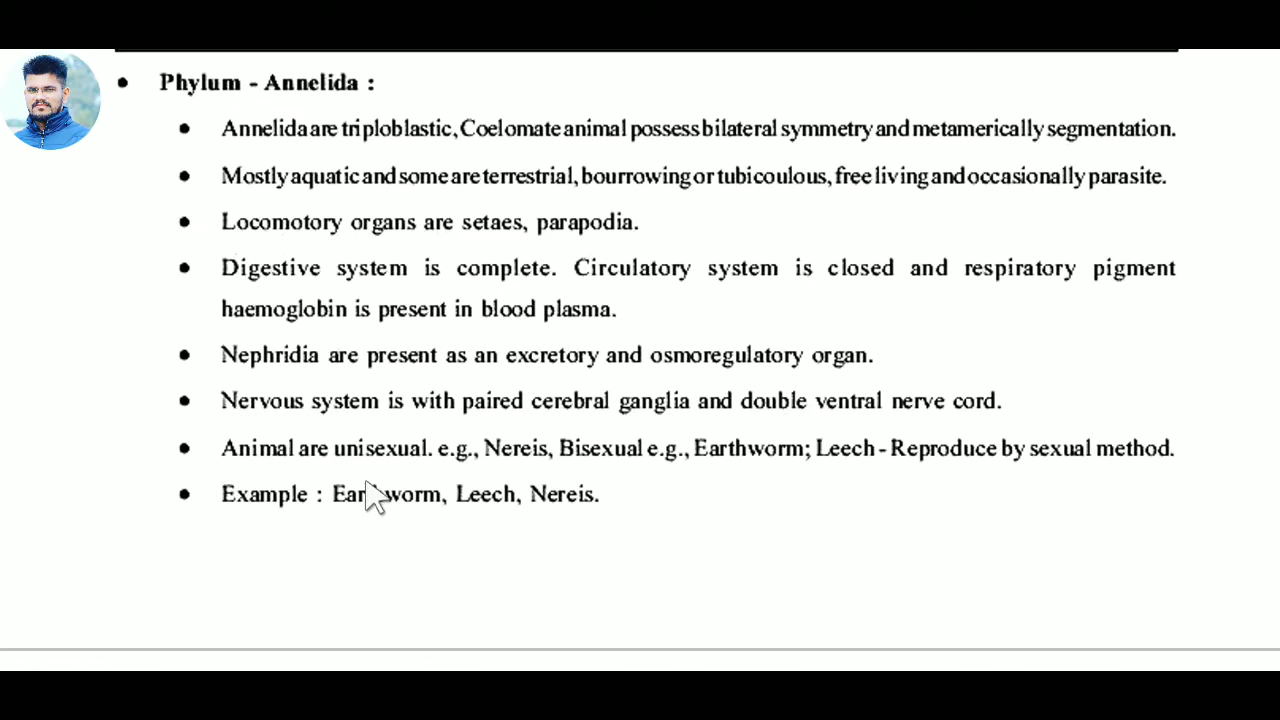 • Phylum - Annelida :
• Annelida are triploblastic, Coelomate animal possess bilateral symmetry and metamerically segmentation.
• Mostly aquatic and some are terrestrial, bourrowing or tubicoulous, free living and occasionally parasite.
• Locomotory organs are setaes, parapodia.
• Digestive system is complete. Circulatory system is closed and respiratory pigment
haemoglobin is present in blood plasma.
• Nephridia are present as an excretory and osmoregulatory organ.
• Nervous system is with paired cerebral ganglia and double ventral nerve cord.
• Animal are unisexual. e.g., Nereis, Bisexual e.g., Earthworm; Leech - Reproduce by sexual method.
• Example : Earthworm, Leech, Nereis.